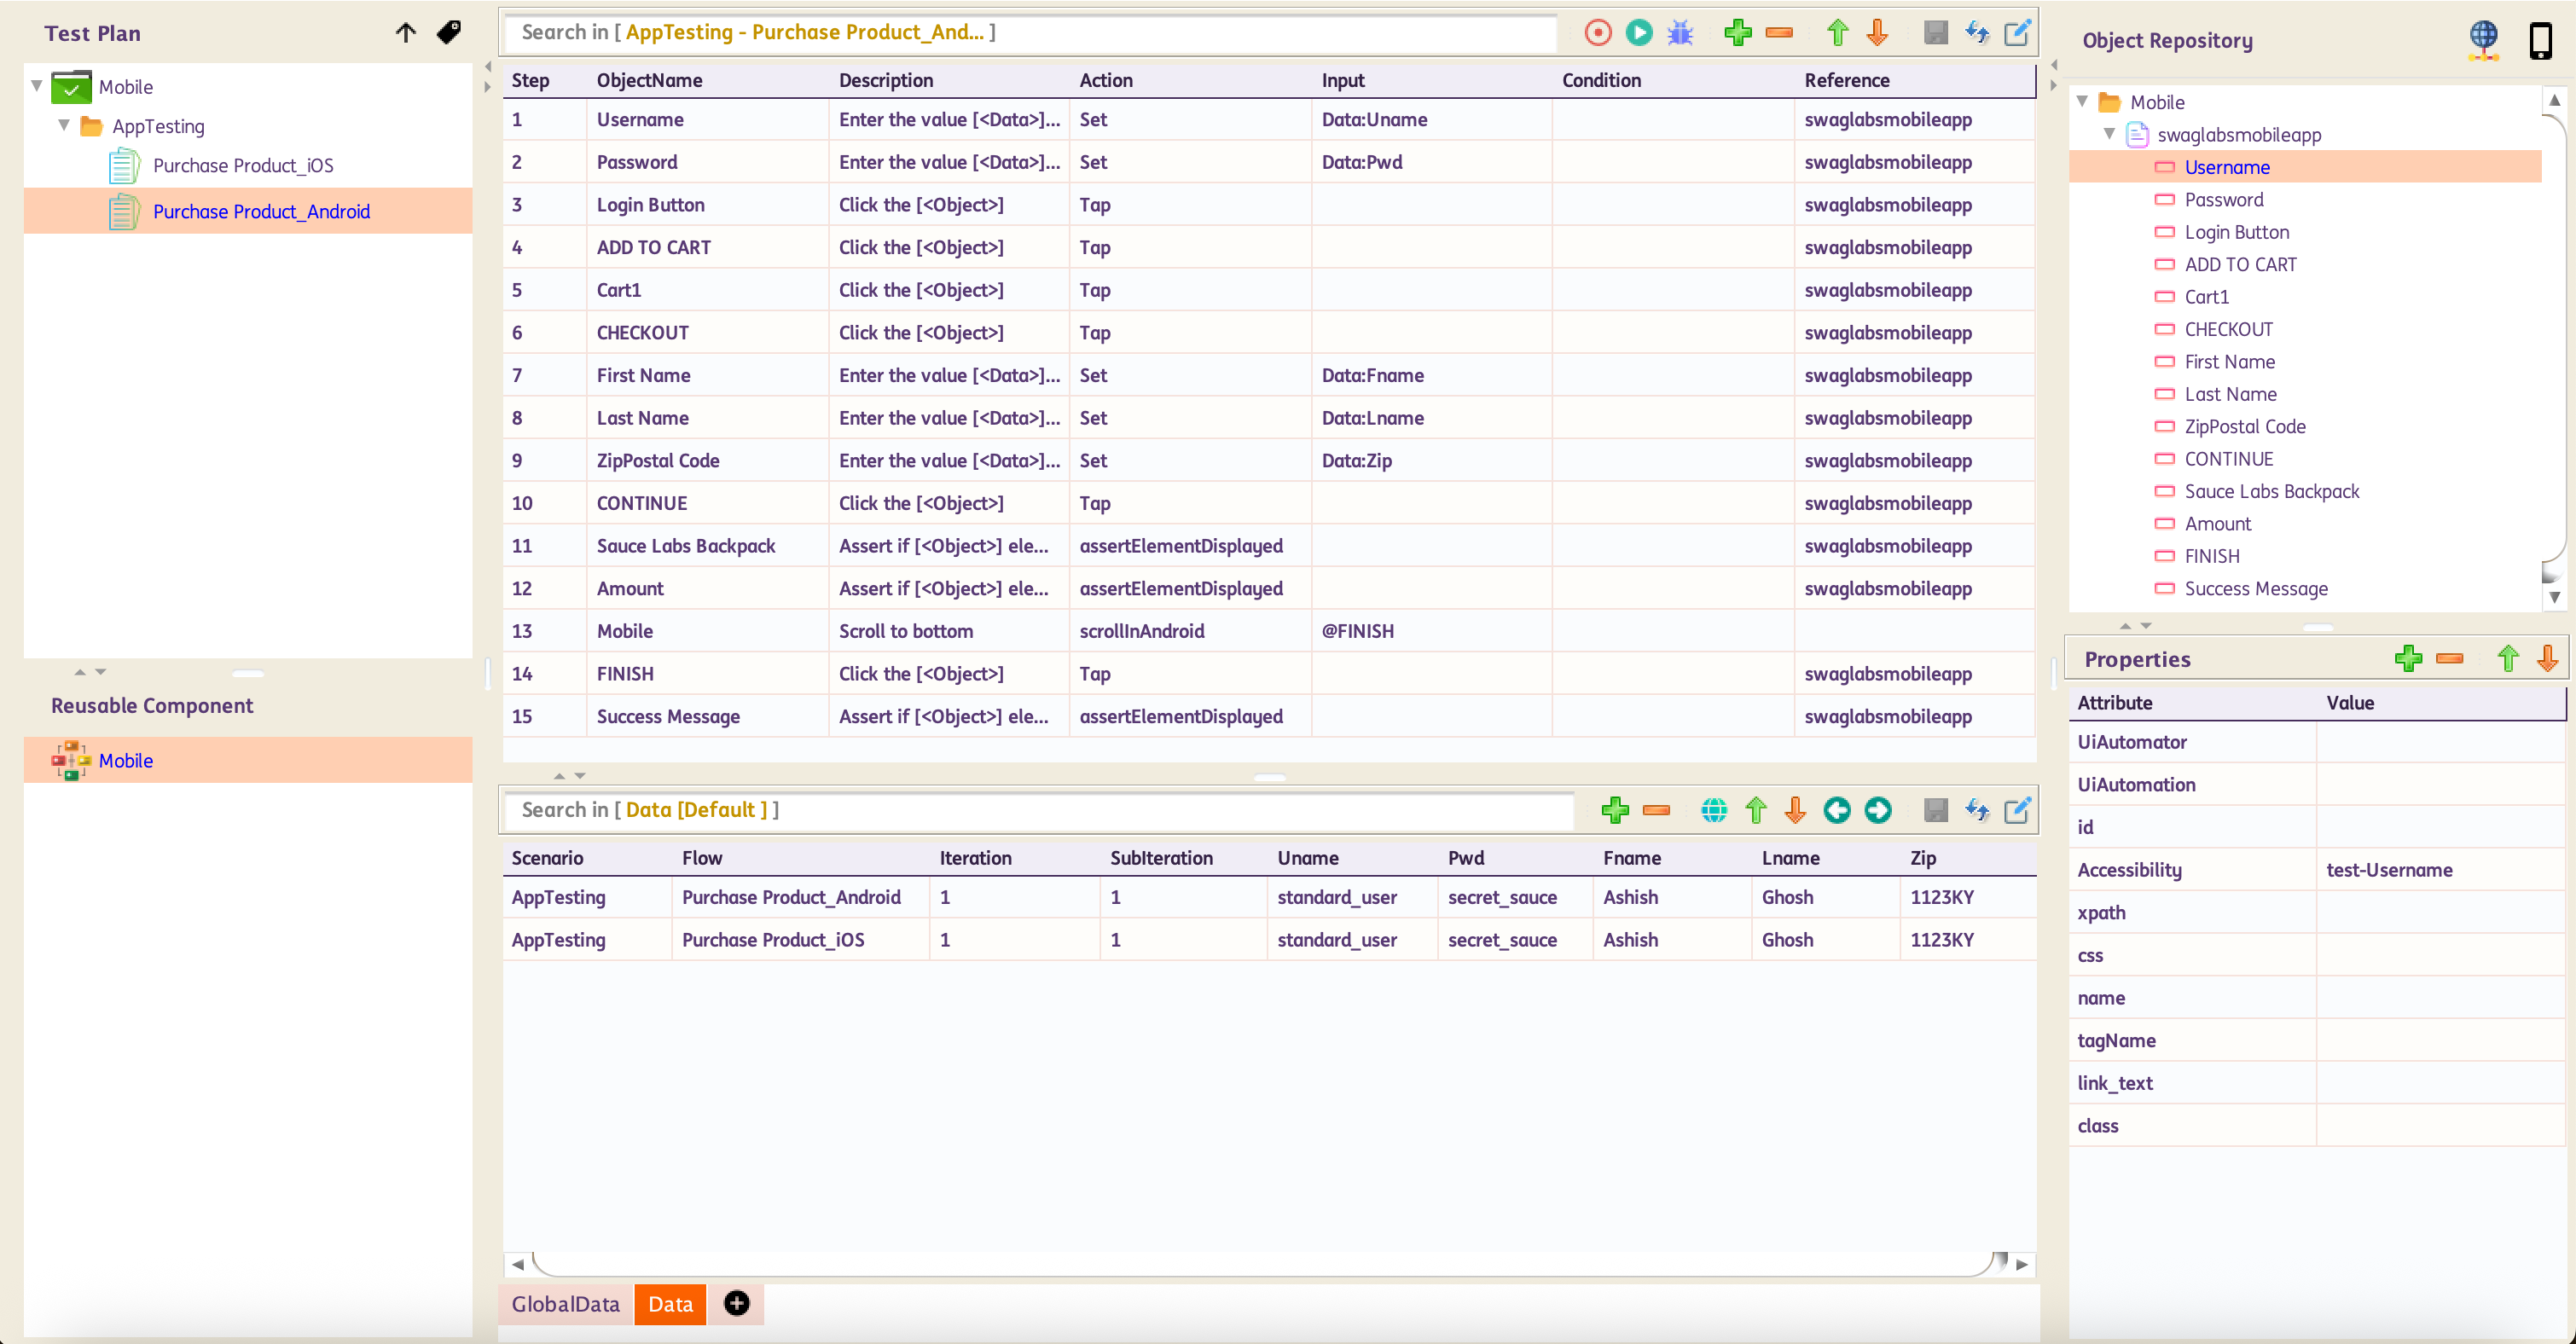 Test Plan
Mobile
AppTesting
Purchase Product_iOS
Purchase Product_Android
Reusable Component
Mobile
Search in [ AppTesting - Purchase Product_And... ]
Step ObjectName Description Action Input Condition Reference
1 Username Enter the value [<Data>]... Set Data:Uname swaglabsmobileapp
2 Password Enter the value [<Data>]... Set Data:Pwd swaglabsmobileapp
3 Login Button Click the [<Object>] Tap swaglabsmobileapp
4 ADD TO CART Click the [<Object>] Tap swaglabsmobileapp
5 Cart1 Click the [<Object>] Tap swaglabsmobileapp
6 CHECKOUT Click the [<Object>] Tap swaglabsmobileapp
7 First Name Enter the value [<Data>]... Set Data:Fname swaglabsmobileapp
8 Last Name Enter the value [<Data>]... Set Data:Lname swaglabsmobileapp
9 ZipPostal Code Enter the value [<Data>]... Set Data:Zip swaglabsmobileapp
10 CONTINUE Click the [<Object>] Tap swaglabsmobileapp
11 Sauce Labs Backpack Assert if [<Object>] ele... assertElementDisplayed swaglabsmobileapp
12 Amount Assert if [<Object>] ele... assertElementDisplayed swaglabsmobileapp
13 Mobile Scroll to bottom scrollInAndroid @FINISH
14 FINISH Click the [<Object>] Tap swaglabsmobileapp
15 Success Message Assert if [<Object>] ele... assertElementDisplayed swaglabsmobileapp
Search in [ Data [Default ] ]
Scenario Flow Iteration SubIteration Uname Pwd Fname Lname Zip
AppTesting Purchase Product_Android 1 1 standard_user secret_sauce Ashish Ghosh 1123KY
AppTesting Purchase Product_iOS 1 1 standard_user secret_sauce Ashish Ghosh 1123KY
GlobalData Data
Object Repository
Mobile
swaglabsmobileapp
Username
Password
Login Button
ADD TO CART
Cart1
CHECKOUT
First Name
Last Name
ZipPostal Code
CONTINUE
Sauce Labs Backpack
Amount
FINISH
Success Message
Properties
Attribute Value
UiAutomator
UiAutomation
id
Accessibility test-Username
xpath
css
name
tagName
link_text
class